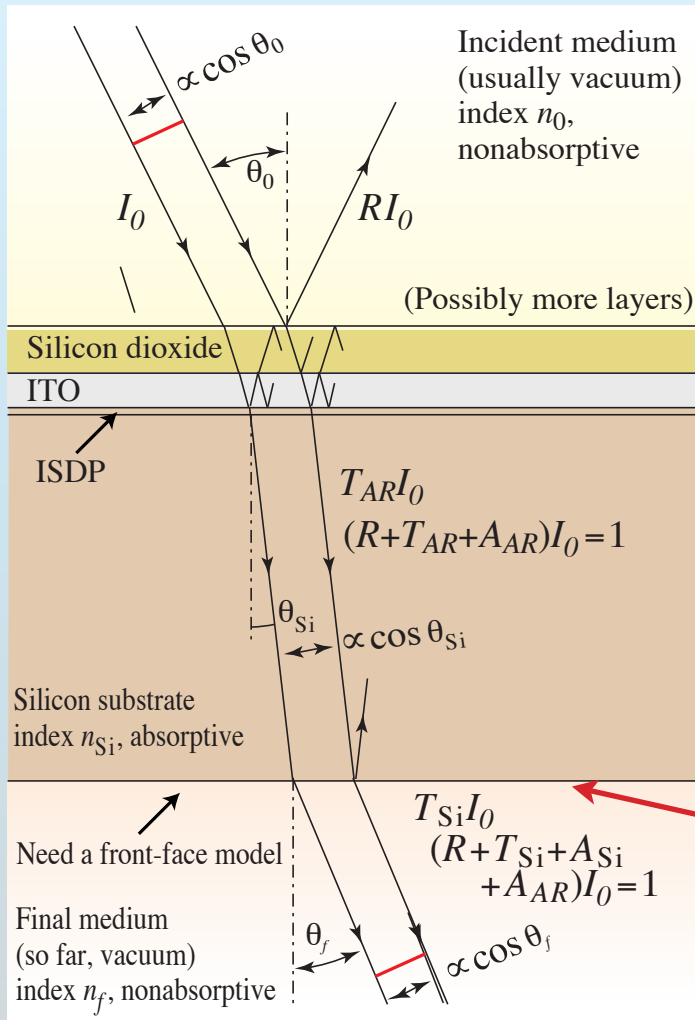 ∝cos θ0
Incident medium
(usually vacuum)
index n0,
nonabsorptive
θ0
I0
RI0
(Possibly more layers)
Silicon dioxide
ITO
ISDP
TARI0
(R+TAR+AAR)I0=1
θSi
∝cos θSi
Silicon substrate
index nSi, absorptive
TSiI0
(R+TSi+ASi
+AAR)I0=1
Need a front-face model
Final medium
(so far, vacuum)
index nf, nonabsorptive
θf
∝cos θf